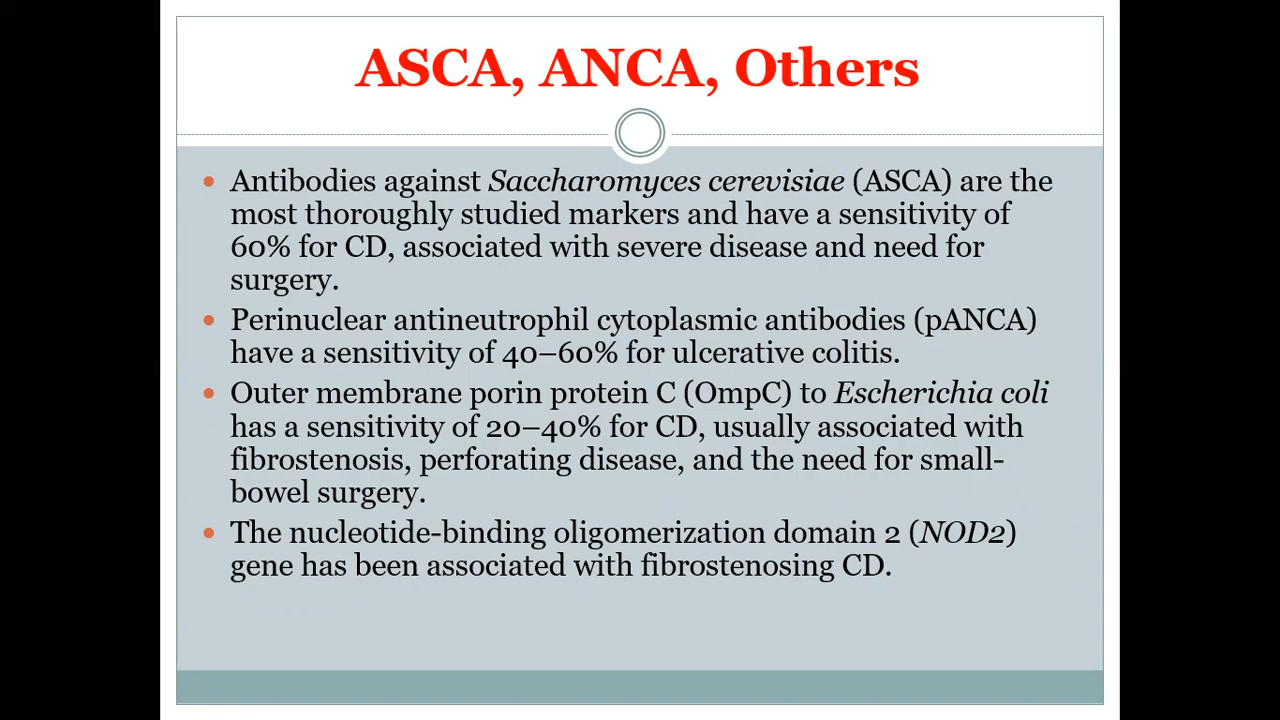 ASCA, ANCA, Others
• Antibodies against Saccharomyces cerevisiae (ASCA) are the
most thoroughly studied markers and have a sensitivity of
60% for CD, associated with severe disease and need for
surgery.
• Perinuclear antineutrophil cytoplasmic antibodies (pANCA)
have a sensitivity of 40–60% for ulcerative colitis.
• Outer membrane porin protein C (OmpC) to Escherichia coli
has a sensitivity of 20–40% for CD, usually associated with
fibrostenosis, perforating disease, and the need for small-
bowel surgery.
• The nucleotide-binding oligomerization domain 2 (NOD2)
gene has been associated with fibrostenosing CD.